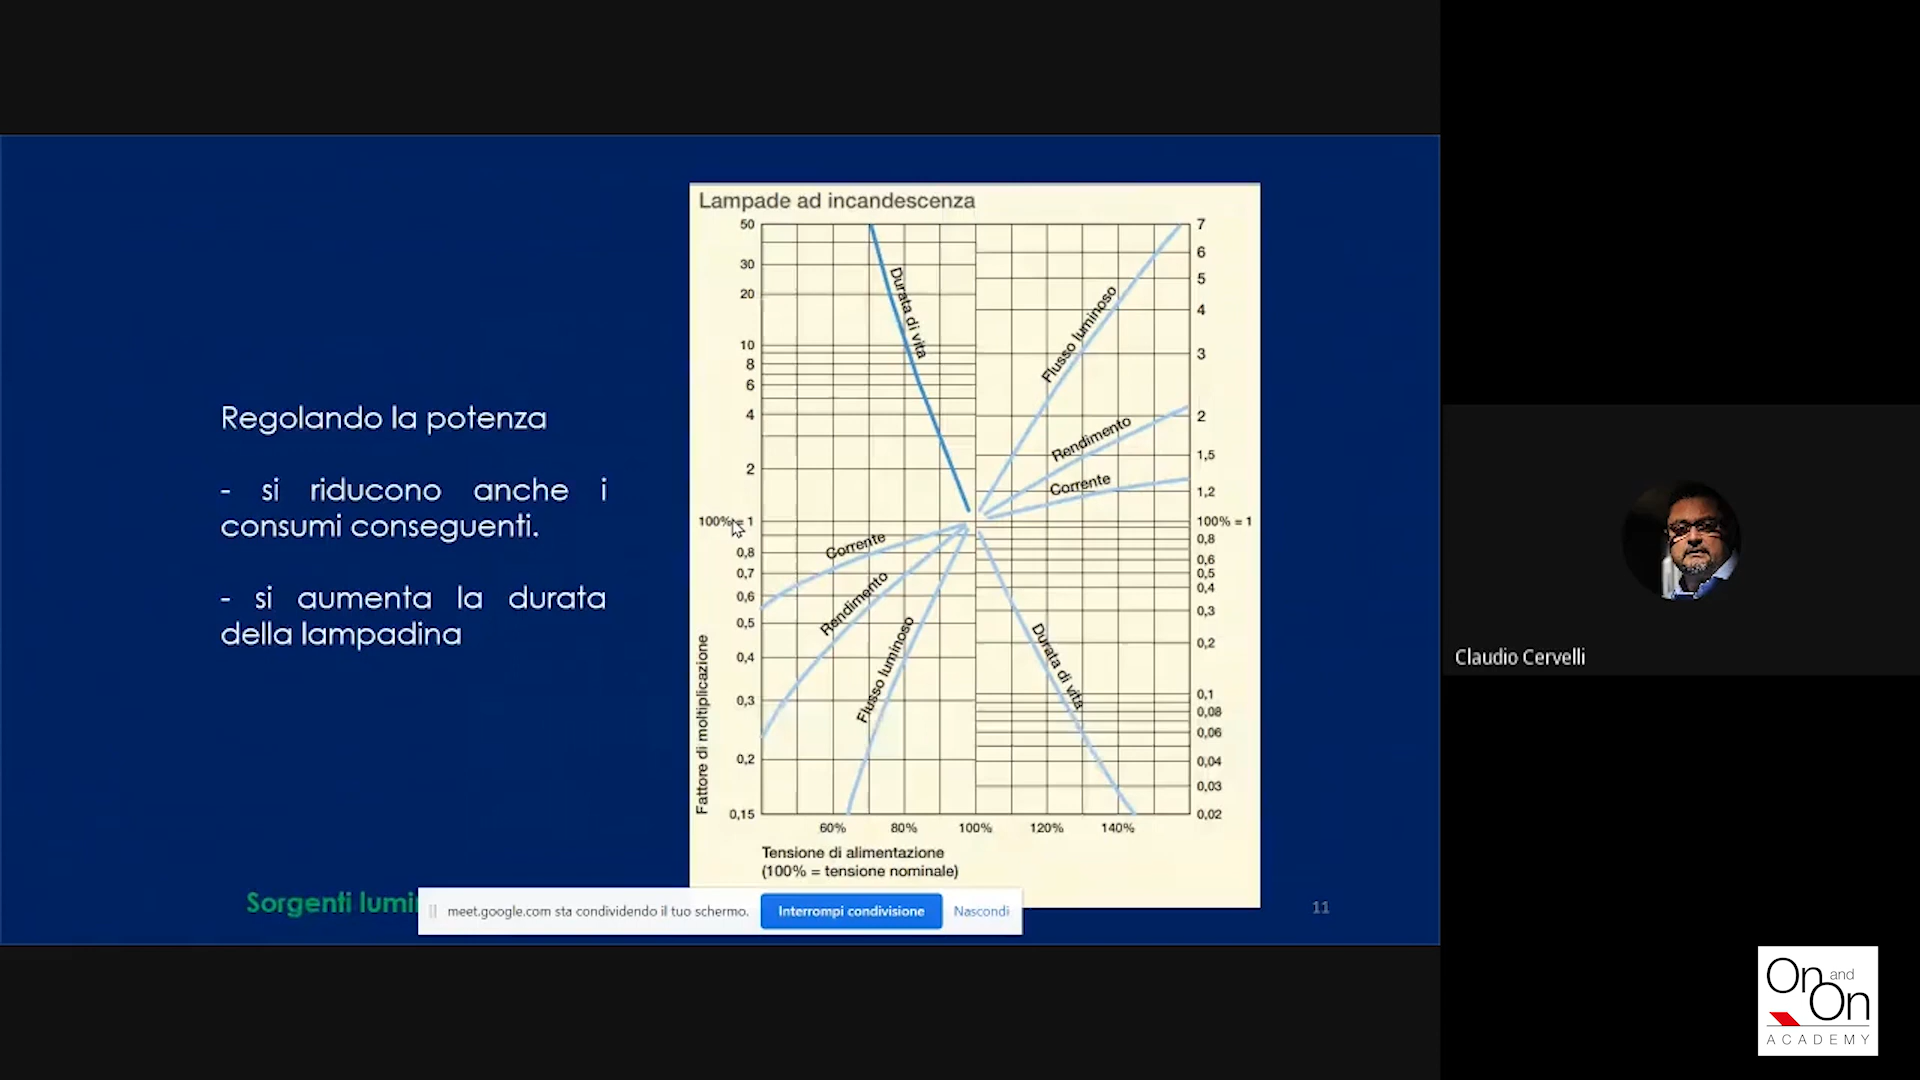 Lampade ad incandescenza
50
30
20
10
8
6
4
2
100% = 1
0,8
0,7
0,6
0,5
0,4
0,3
0,2
0,15
7
6
5
4
3
2
1,5
1,2
100% = 1
0,8
0,6
0,5
0,4
0,3
0,2
0,1
0,08
0,06
0,04
0,03
0,02
Durata di vita
Flusso luminoso
Rendimento
Corrente
Corrente
Rendimento
Flusso luminoso
Durata di vita
Fattore di moltiplicazione
60%
80%
100%
120%
140%
Tensione di alimentazione
(100% = tensione nominale)
Regolando la potenza
- si riducono anche i
consumi conseguenti.
- si aumenta la durata
della lampadina
Sorgenti lumi
meet.google.com sta condividendo il tuo schermo.
Interrompi condivisione
Nascondi
11
Claudio Cervelli
On and
On
ACADEMY